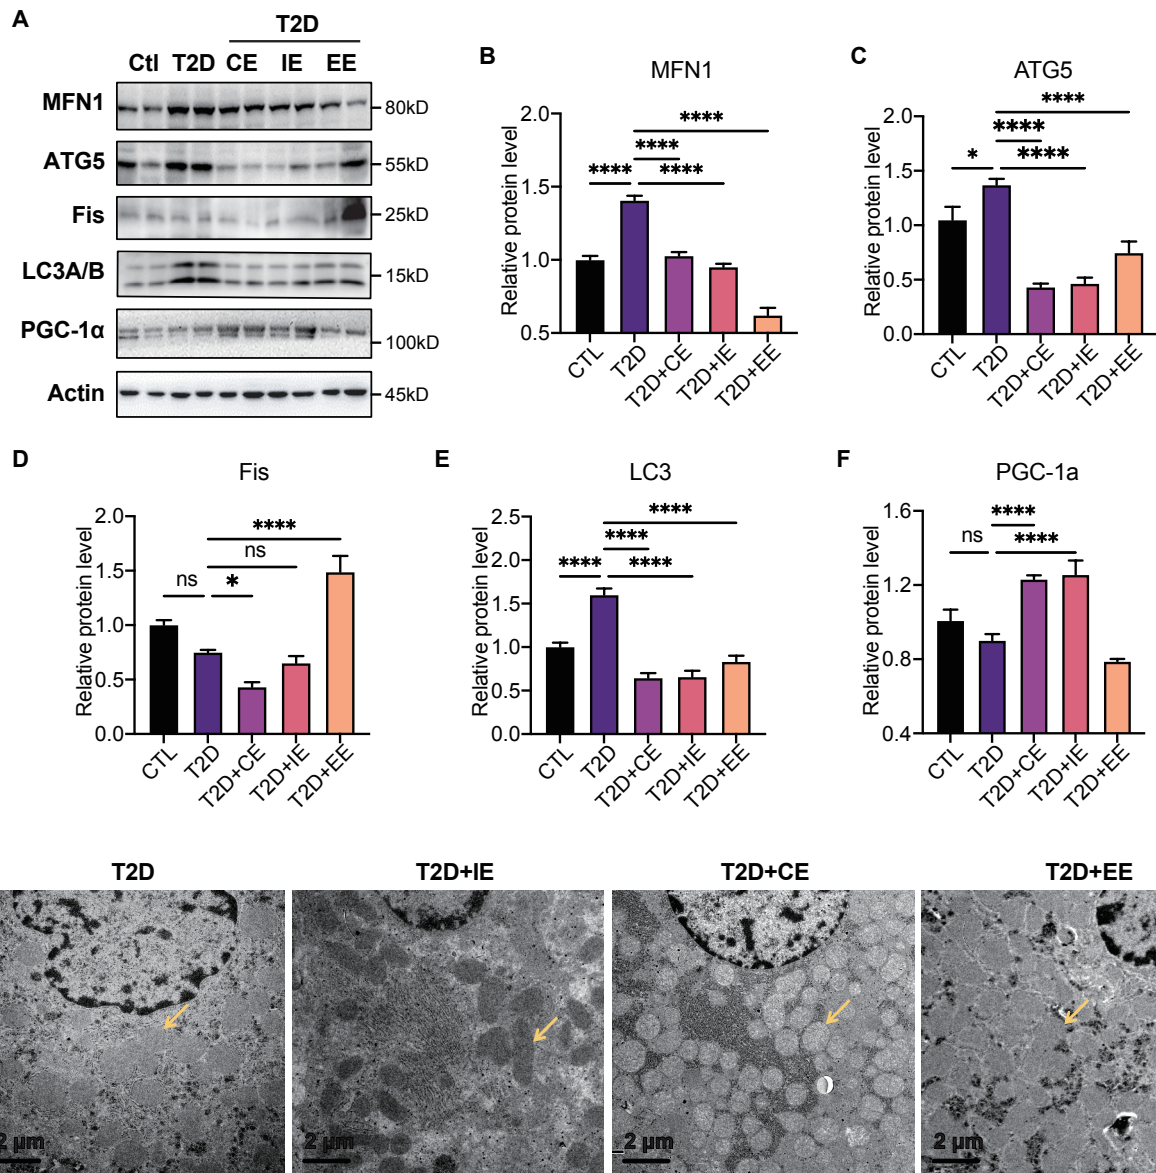 A
T2D
Ctl T2D CE IE EE
MFN1
80kD
ATG5
55kD
Fis
25kD
LC3A/B
15kD
PGC-1α
100kD
Actin
45kD
B
MFN1
Relative protein level
2.0
1.5
1.0
0.5
**** **** **** ****
CTL T2D T2D+CE T2D+IE T2D+EE
C
ATG5
Relative protein level
2.0
1.5
1.0
0.5
0.0
* **** **** ****
CTL T2D T2D+CE T2D+IE T2D+EE
D
Fis
Relative protein level
2.0
1.5
1.0
0.5
0.0
ns * ns ****
CTL T2D T2D+CE T2D+IE T2D+EE
E
LC3
Relative protein level
2.5
2.0
1.5
1.0
0.5
0.0
**** **** **** ****
CTL T2D T2D+CE T2D+IE T2D+EE
F
PGC-1a
Relative protein level
1.6
1.2
0.8
0.4
ns **** ****
CTL T2D T2D+CE T2D+IE T2D+EE
T2D T2D+IE T2D+CE T2D+EE
2 µm 2 µm 2 µm 2 µm